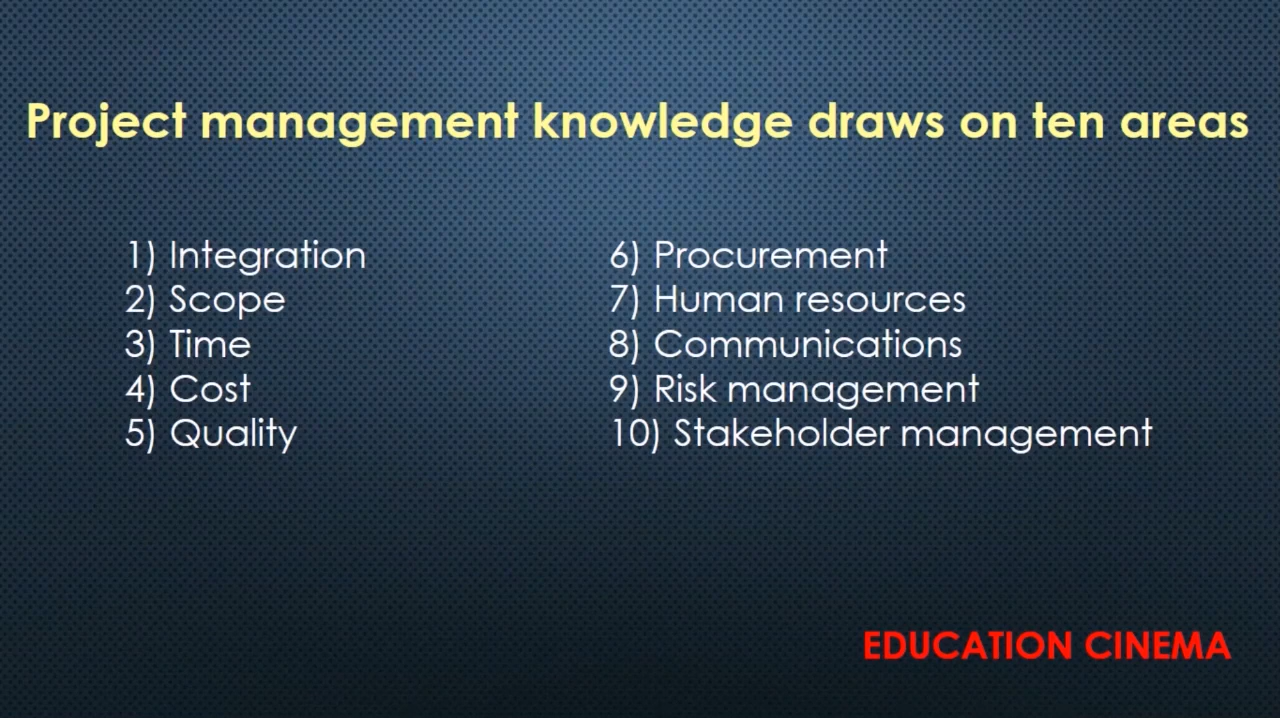 Project management knowledge draws on ten areas
1) Integration
2) Scope
3) Time
4) Cost
5) Quality
6) Procurement
7) Human resources
8) Communications
9) Risk management
10) Stakeholder management
EDUCATION CINEMA